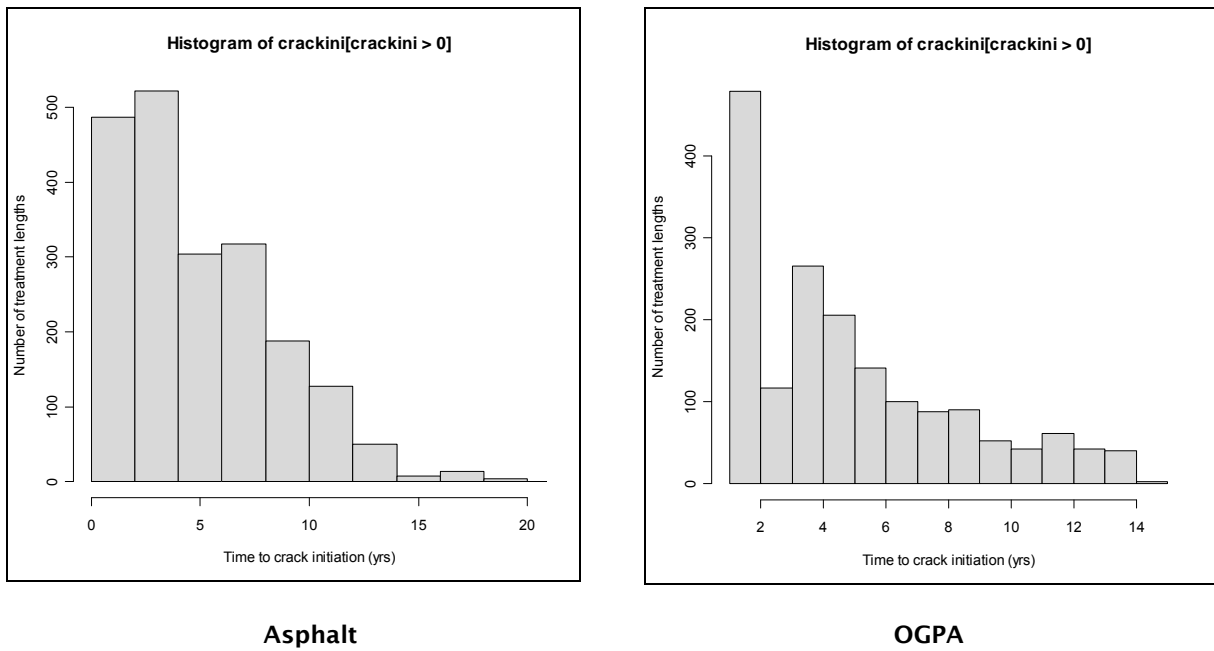 Histogram of crackini[crackini > 0]
Number of treatment lengths
500
400
300
200
100
0
0 5 10 15 20
Time to crack initiation (yrs)
Asphalt
Histogram of crackini[crackini > 0]
Number of treatment lengths
400
300
200
100
0
2 4 6 8 10 12 14
Time to crack initiation (yrs)
OGPA